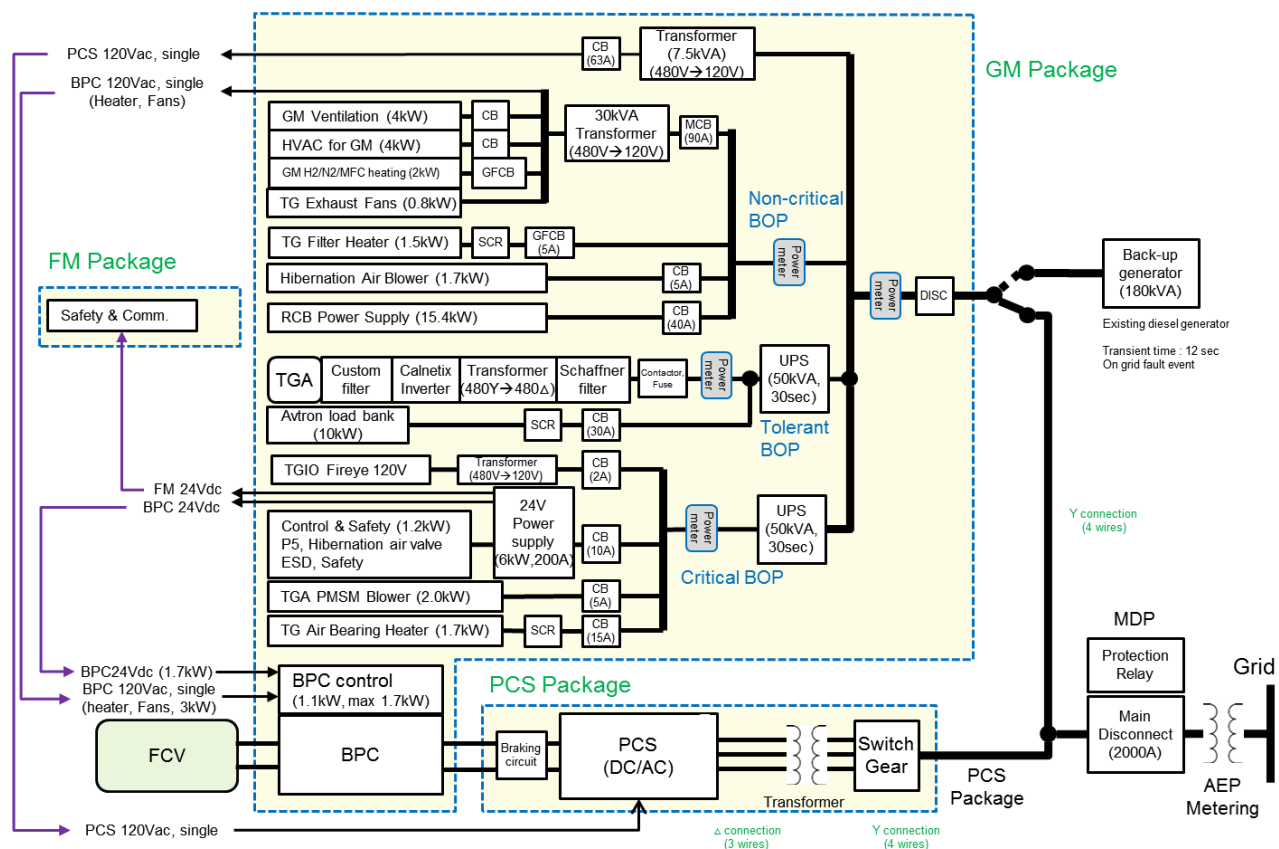 PCS 120Vac, single
CB
(63A)
Transformer
(7.5kVA)
(480V→120V)
GM Package
BPC 120Vac, single
(Heater, Fans)
GM Ventilation (4kW)
CB
HVAC for GM (4kW)
CB
GM H2/N2/MFC heating (2kW)
GFCB
TG Exhaust Fans (0.8kW)
30kVA
Transformer
(480V→120V)
MCB
(90A)
Non-critical
BOP
TG Filter Heater (1.5kW)
SCR
GFCB
(5A)
Hibernation Air Blower (1.7kW)
CB
(5A)
RCB Power Supply (15.4kW)
CB
(40A)
Power
meter
Power
meter
DISC
Back-up
generator
(180kVA)
Existing diesel generator
Transient time : 12 sec
On grid fault event
FM Package
Safety & Comm.
TGA
Custom
filter
Calnetix
Inverter
Transformer
(480Y→480△)
Schaffner
filter
Contactor,
Fuse
Power
meter
UPS
(50kVA,
30sec)
Avtron load bank
(10kW)
SCR
CB
(30A)
Tolerant
BOP
TGIO Fireye 120V
Transformer
(480V→120V)
CB
(2A)
FM 24Vdc
BPC 24Vdc
24V
Power
supply
(6kW,200A)
Control & Safety (1.2kW)
P5, Hibernation air valve
ESD, Safety
CB
(10A)
Power
meter
UPS
(50kVA,
30sec)
Critical BOP
TGA PMSM Blower (2.0kW)
CB
(5A)
TG Air Bearing Heater (1.7kW)
SCR
CB
(15A)
Y connection
(4 wires)
BPC24Vdc (1.7kW)
BPC 120Vac, single
(heater, Fans, 3kW)
BPC control
(1.1kW, max 1.7kW)
PCS Package
MDP
Protection
Relay
Main
Disconnect
(2000A)
Grid
AEP
Metering
FCV
BPC
Braking
circuit
PCS
(DC/AC)
Transformer
Switch
Gear
PCS
Package
PCS 120Vac, single
△ connection
(3 wires)
Y connection
(4 wires)